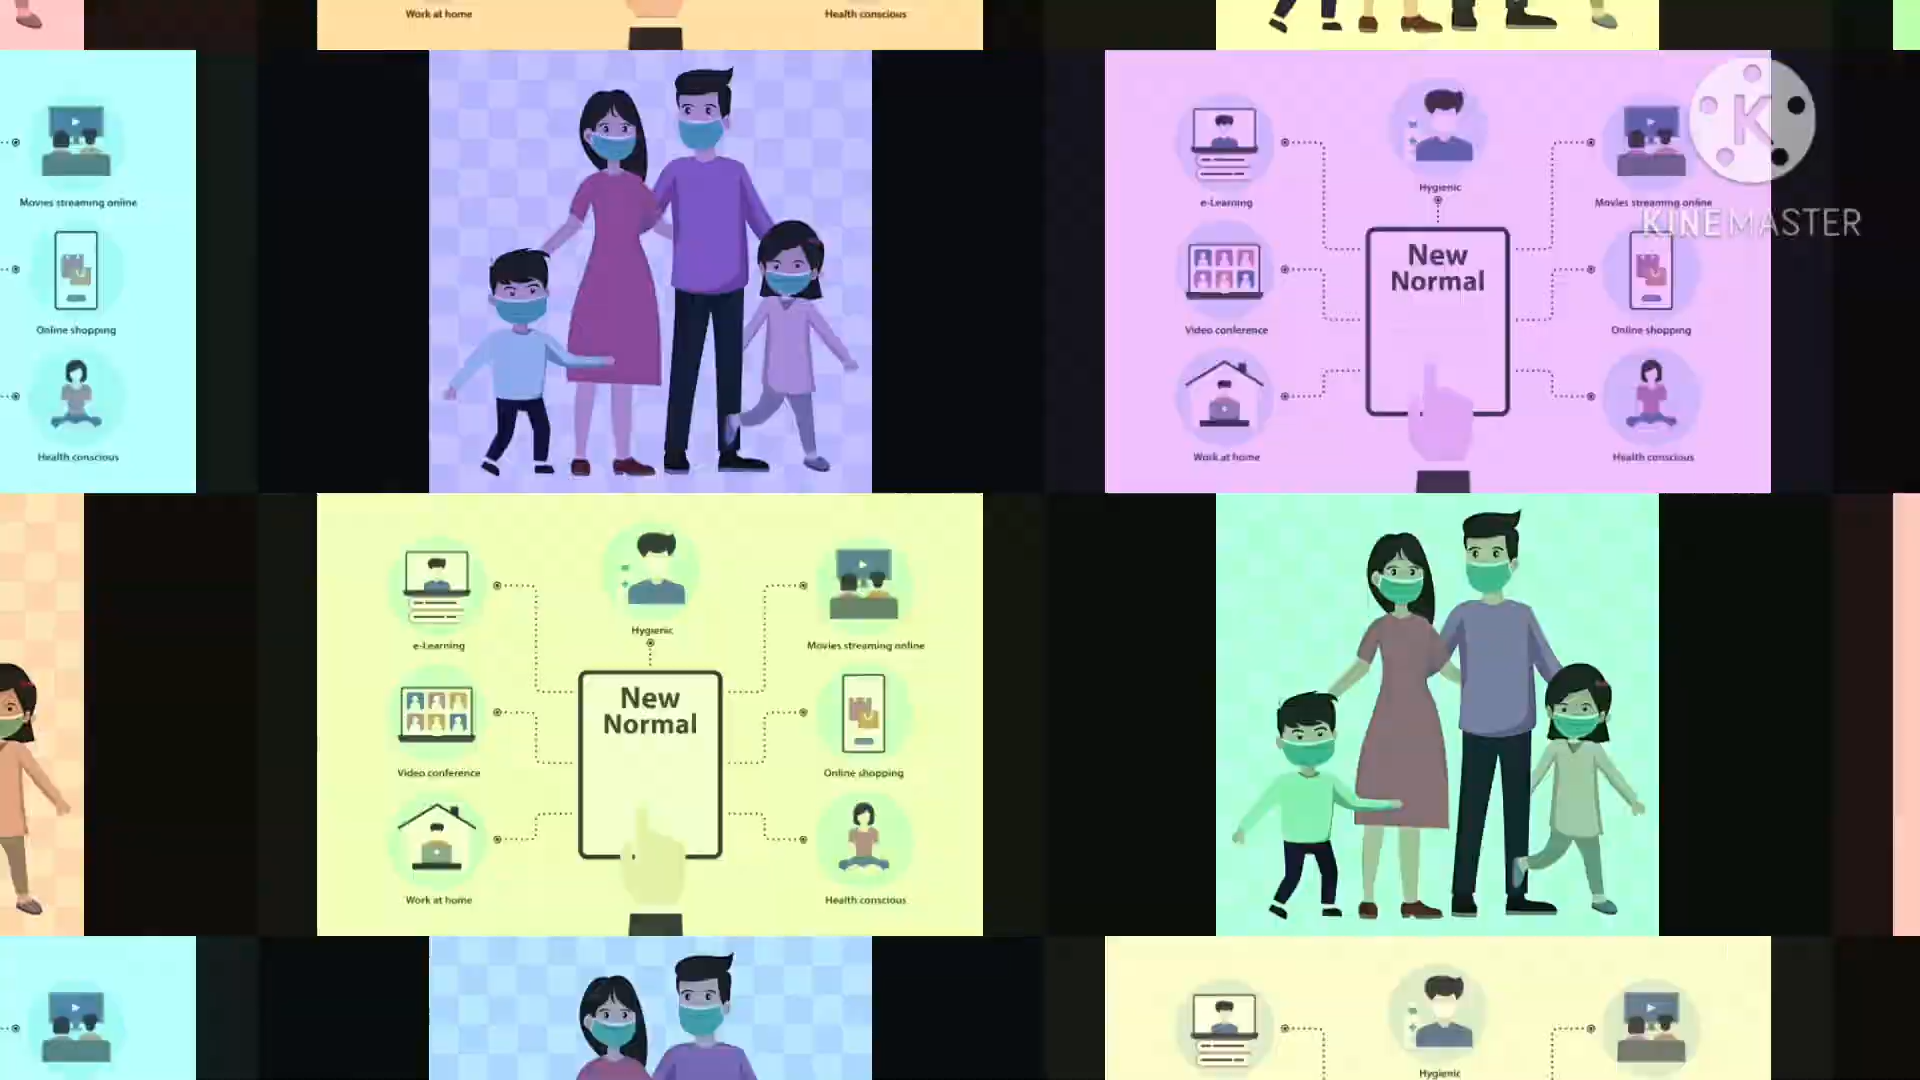 Work at home
Health conscious
Movies streaming online
Online shopping
Health conscious
e-Learning
Hygienic
Movies streaming online
KINEMASTER
K
New
Normal
Video conference
Online shopping
Work at home
Health conscious
e-Learning
Hygienic
Movies streaming online
New
Normal
Video conference
Online shopping
Work at home
Health conscious
Hygienic